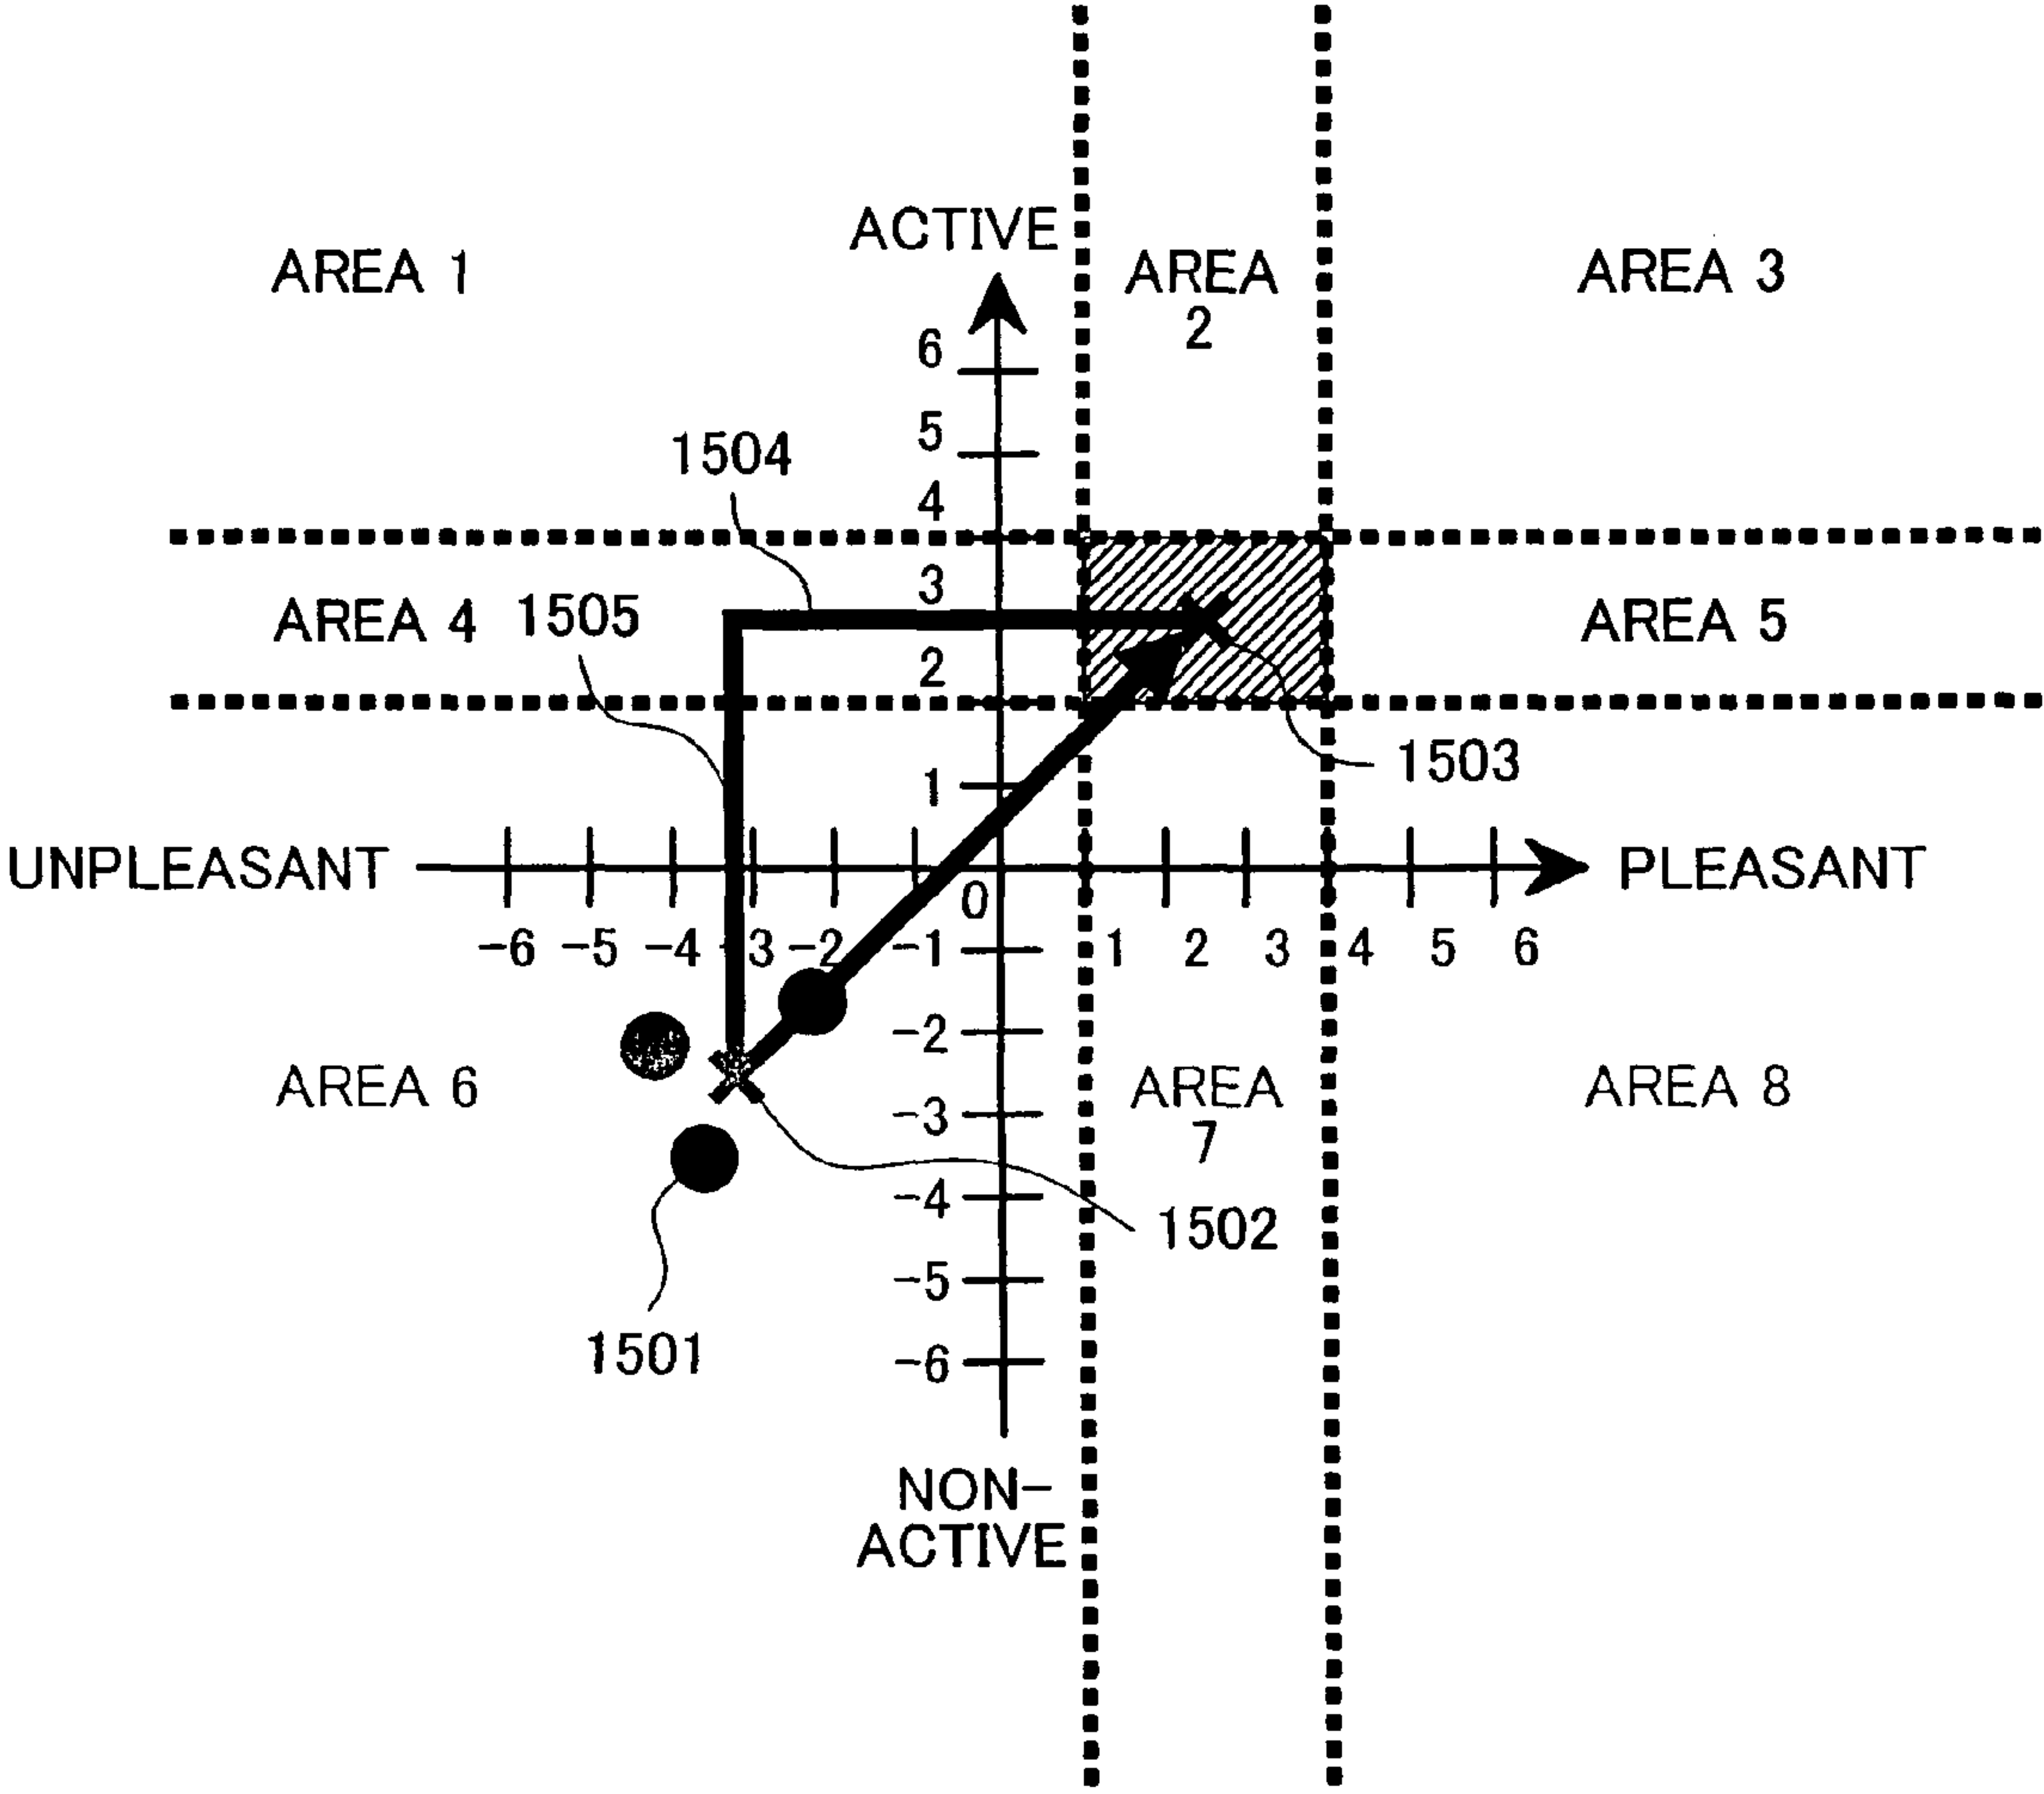 ACTIVE
AREA 1
AREA
2
AREA 3
6
5
1504
4
3
AREA 4
1505
AREA 5
2
1503
1
UNPLEASANT
PLEASANT
0
-6 -5 -4 3 -2 -1 1 2 3 4 5 6
-2
AREA 6
AREA
7
AREA 8
-3
-4
1502
-5
1501
-6
NON-
ACTIVE